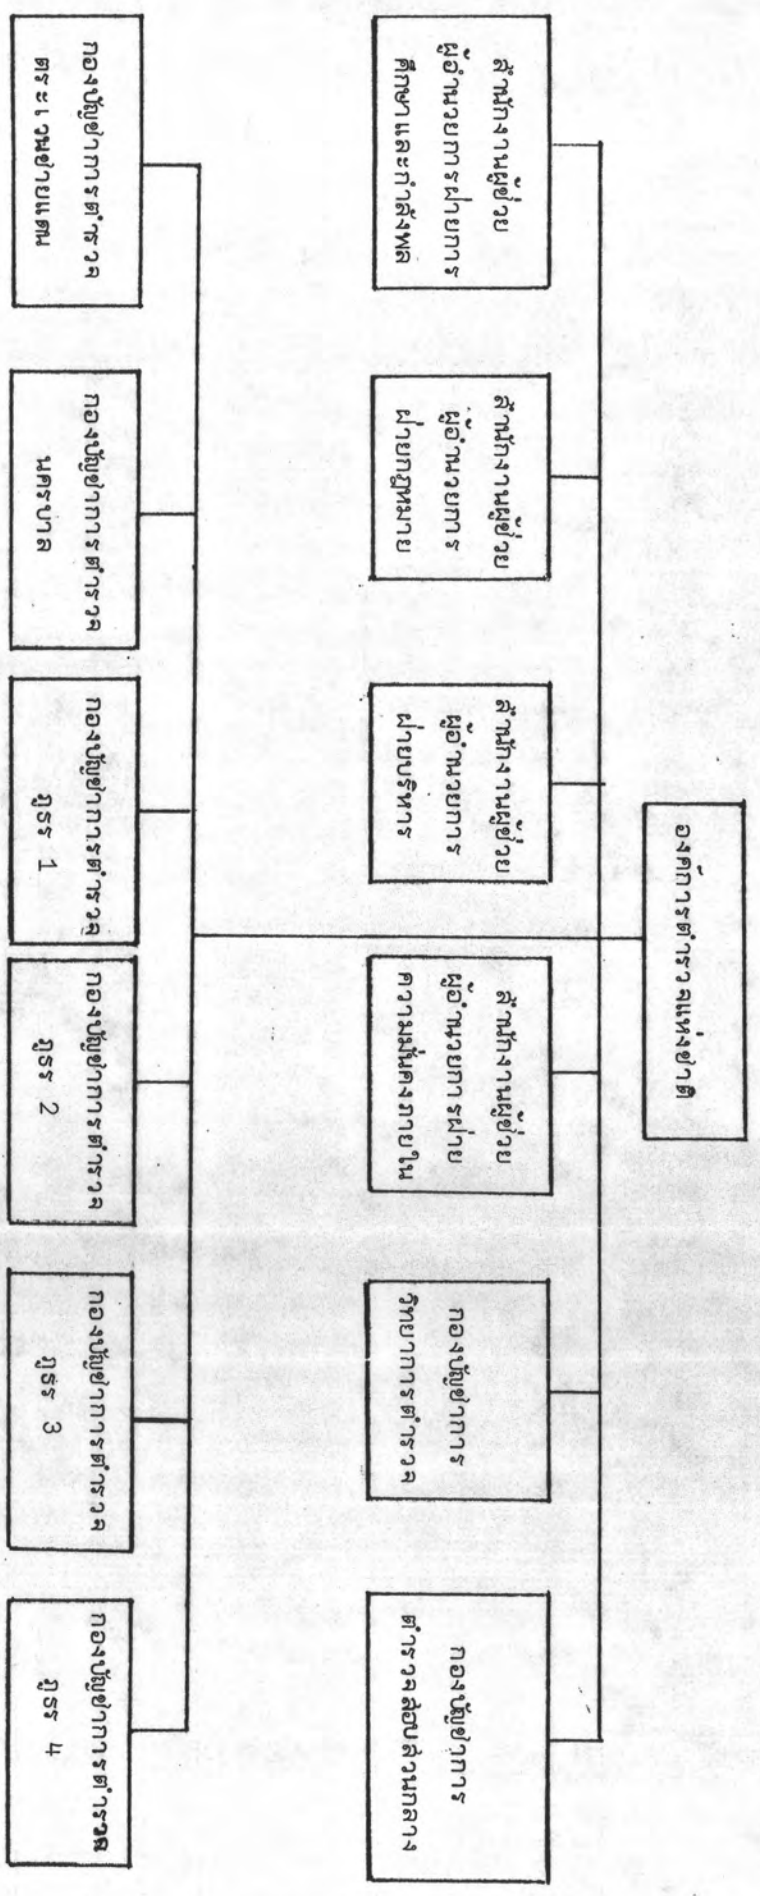 องค์การตำรวจแห่งชาติ
สำนักงานผู้ช่วย
ผู้อำนวยการฝ่ายการ
ศึกษาและกำลังพล
สำนักงานผู้ช่วย
ผู้อำนวยการ
ฝ่ายกฎหมาย
สำนักงานผู้ช่วย
ผู้อำนวยการ
ฝ่ายบริหาร
สำนักงานผู้ช่วย
ผู้อำนวยการฝ่าย
ความมั่นคงภายใน
กองบัญชาการ
วิทยาการตำรวจ
กองบัญชาการ
ตำรวจสอบส่วนกลาง
กองบัญชาการตำรวจ
ตระเวนชายแดน
กองบัญชาการตำรวจ
นครบาล
กองบัญชาการตำรวจ
ภูธร 1
กองบัญชาการตำรวจ
ภูธร 2
กองบัญชาการตำรวจ
ภูธร 3
กองบัญชาการตำรวจ
ภูธร 4